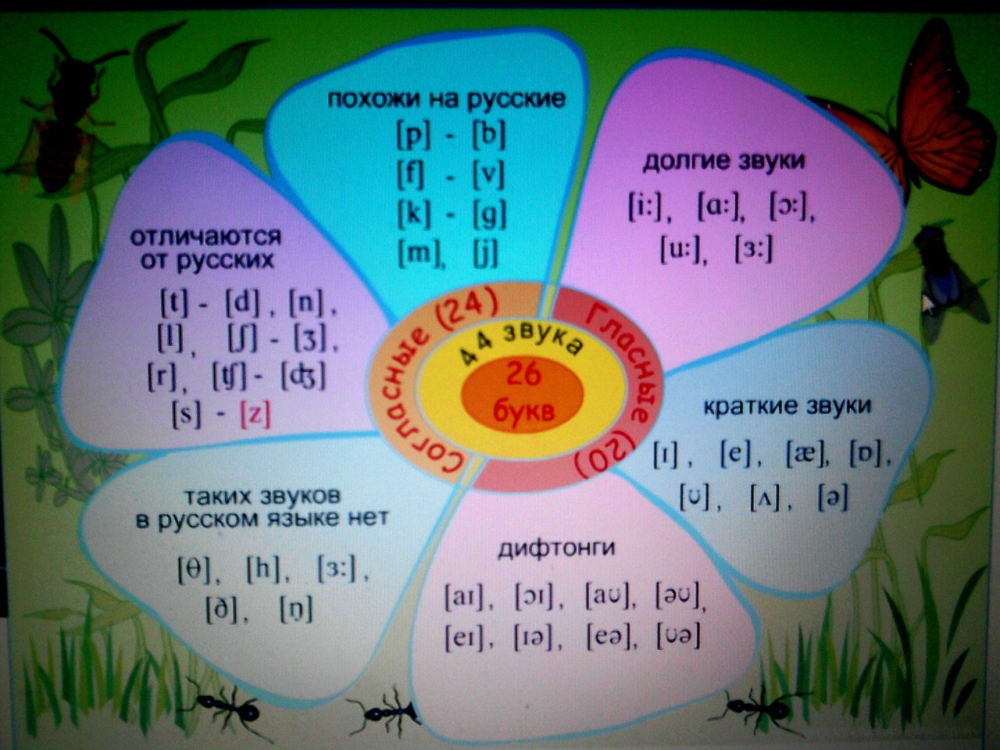 похожи на русские
[p] - [b]
[f] - [v]
[k] - [g]
[m], [j]
долгие звуки
[i:], [ɑ:], [ɔ:],
[u:], [ɜ:]
отличаются
от русских
[t] - [d], [n],
[l], [ʃ] - [ʒ],
[r], [ʧ] - [ʤ]
[s] - [z]
Согласные (24)
44 звука
26
букв
Гласные (20)
краткие звуки
[ɪ], [e], [æ], [ɒ],
[ʊ], [ʌ], [ə]
таких звуков
в русском языке нет
[θ], [h], [ɜ:],
[ð], [ŋ]
дифтонги
[aɪ], [ɔɪ], [aʊ], [əʊ],
[eɪ], [ɪə], [eə], [ʊə]